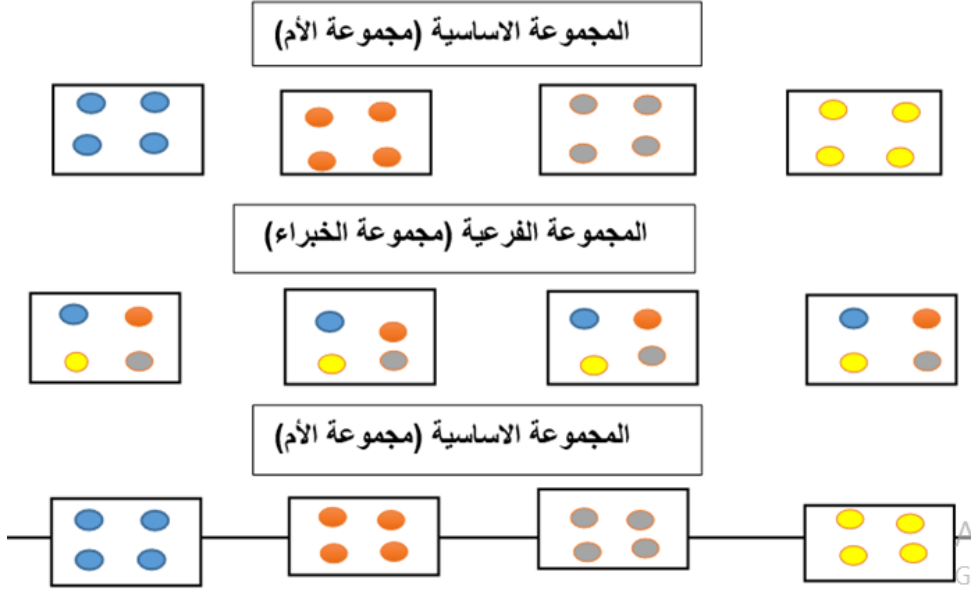 المجموعة الاساسية (مجموعة الأم)
المجموعة الفرعية (مجموعة الخبراء)
المجموعة الاساسية (مجموعة الأم)
A
G